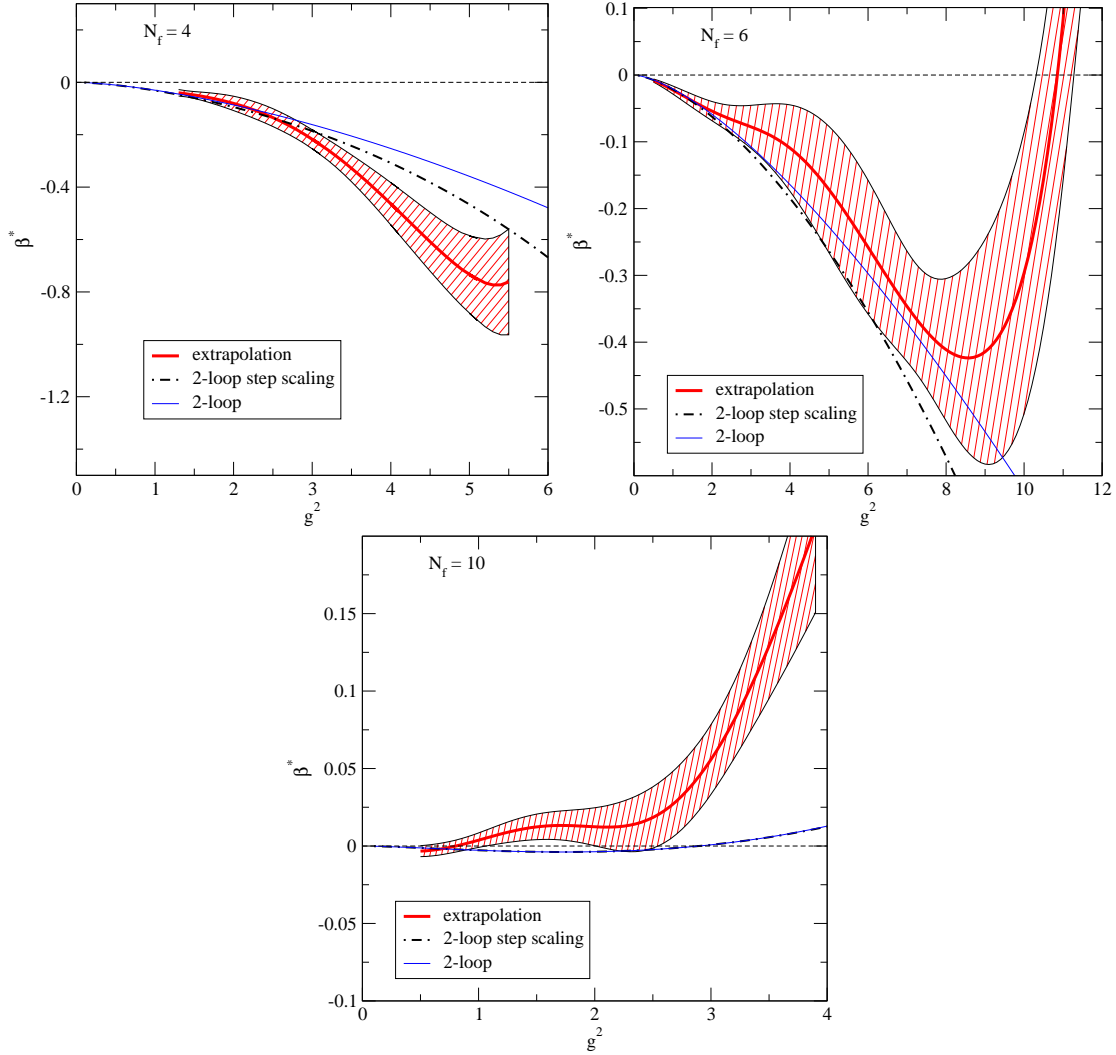 N_f = 4
0
-0.4
-0.8
-1.2
β*
0 1 2 3 4 5 6
g^2
extrapolation
2-loop step scaling
2-loop
N_f = 6
0.1
0
-0.1
-0.2
-0.3
-0.4
-0.5
β*
0 2 4 6 8 10 12
g^2
extrapolation
2-loop step scaling
2-loop
N_f = 10
0.15
0.1
0.05
0
-0.05
-0.1
β*
0 1 2 3 4
g^2
extrapolation
2-loop step scaling
2-loop